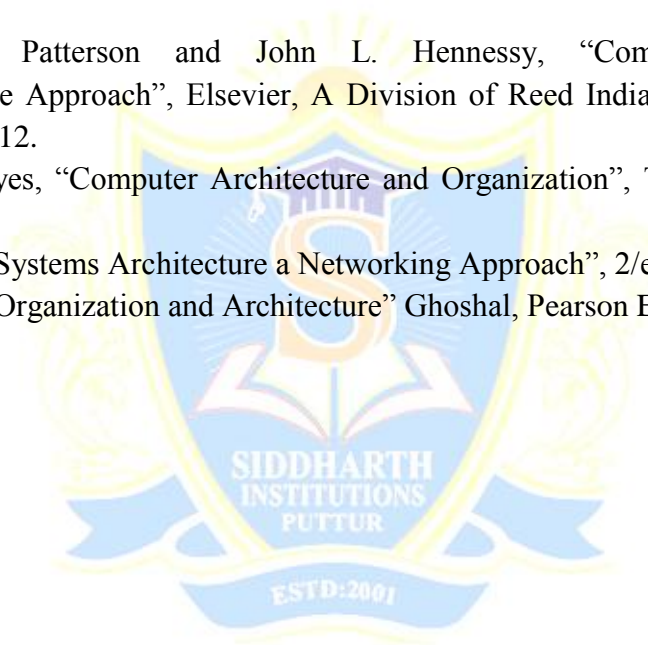 Patterson and John L. Hennessy, “Com
e Approach”, Elsevier, A Division of Reed India
12.
yes, “Computer Architecture and Organization”, T
Systems Architecture a Networking Approach”, 2/e
Organization and Architecture” Ghoshal, Pearson E
S
SIDDHARTH
INSTITUTIONS
PUTTUR
ESTD:2001